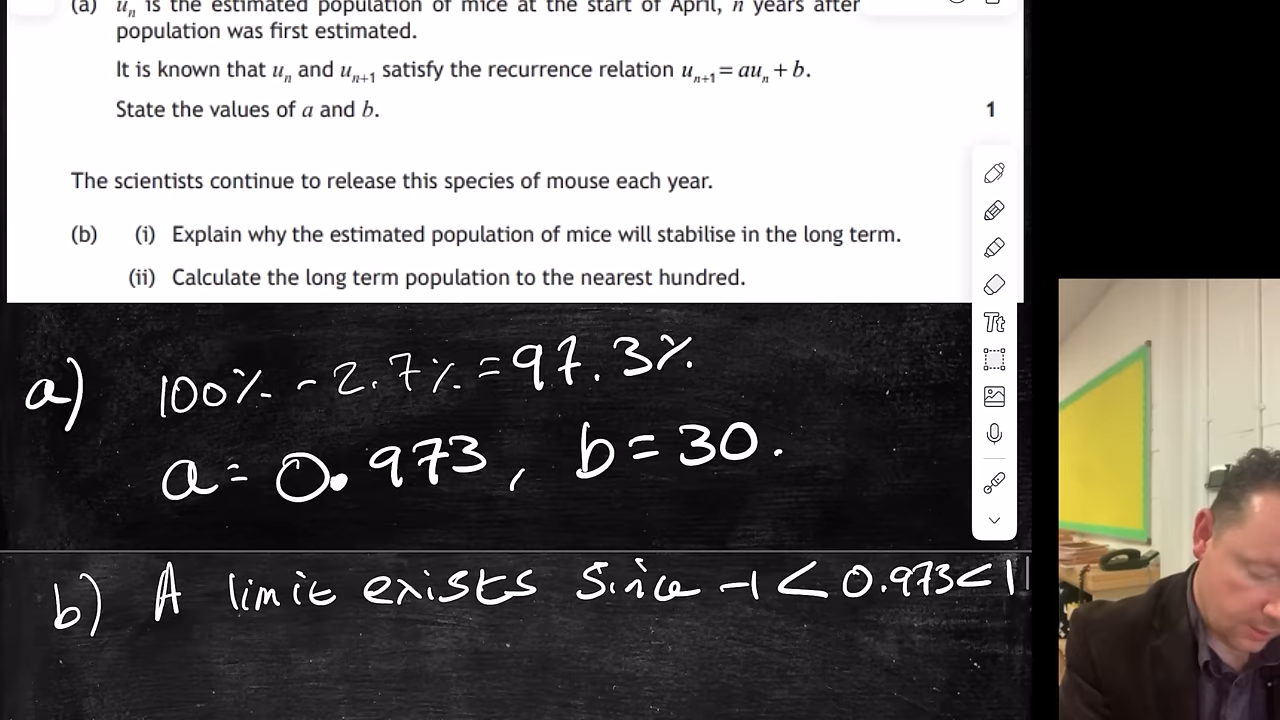 (a) uₙ is the estimated population of mice at the start of April, n years after
population was first estimated.
It is known that uₙ and uₙ₊₁ satisfy the recurrence relation uₙ₊₁ = auₙ + b.
State the values of a and b. 1
The scientists continue to release this species of mouse each year.
(b) (i) Explain why the estimated population of mice will stabilise in the long term.
(ii) Calculate the long term population to the nearest hundred.
Tt
a) 100% - 2.7% = 97.3%
a = 0.973, b = 30.
b) A limit exists since -1 < 0.973 < 1